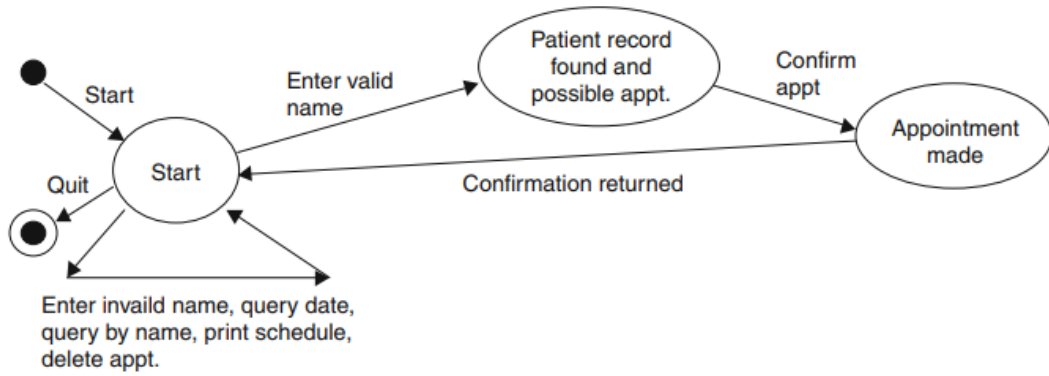 Patient record
found and
possible appt.
Confirm
appt
Enter valid
name
Start
Appointment
made
Start
Confirmation returned
Quit
Enter invaild name, query date,
query by name, print schedule,
delete appt.